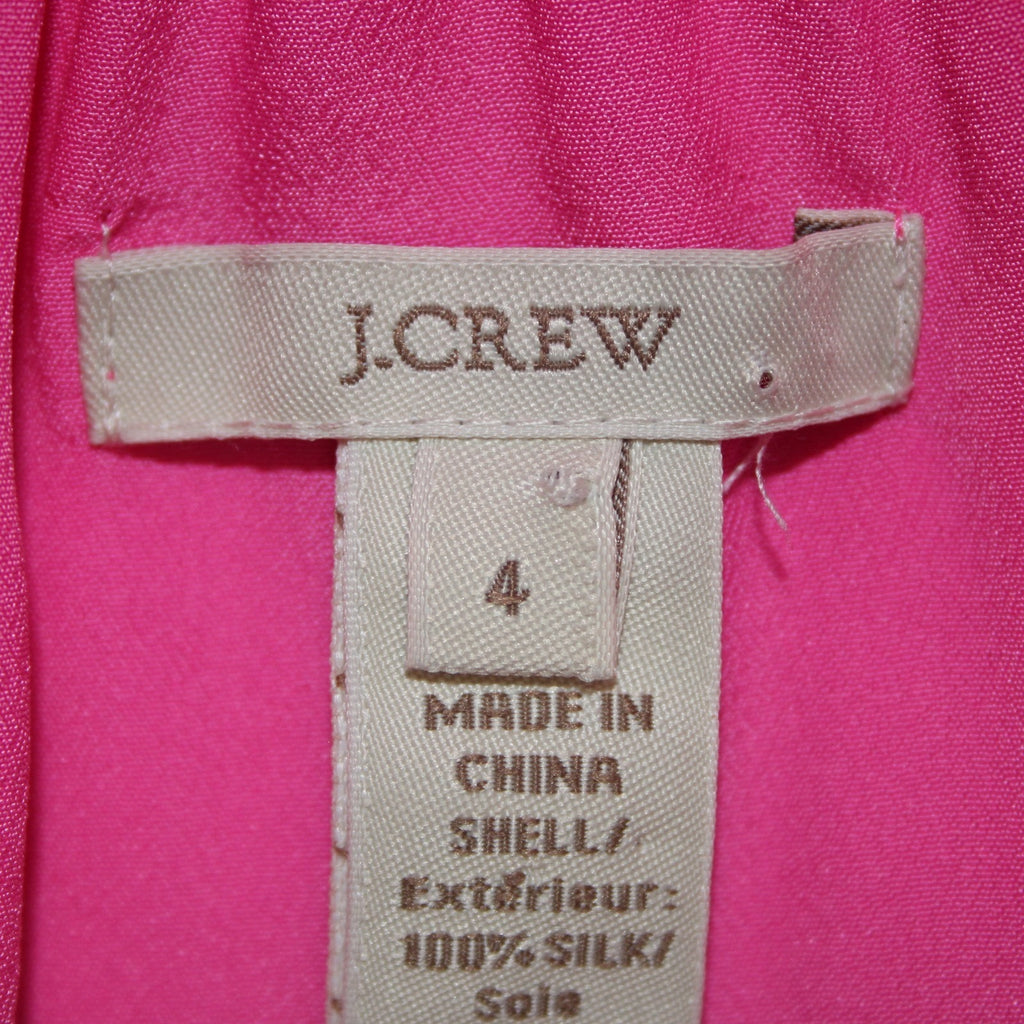 J.CREW
4
MADE IN
CHINA
SHELL/
Extérieur:
100% SILK/
Soie